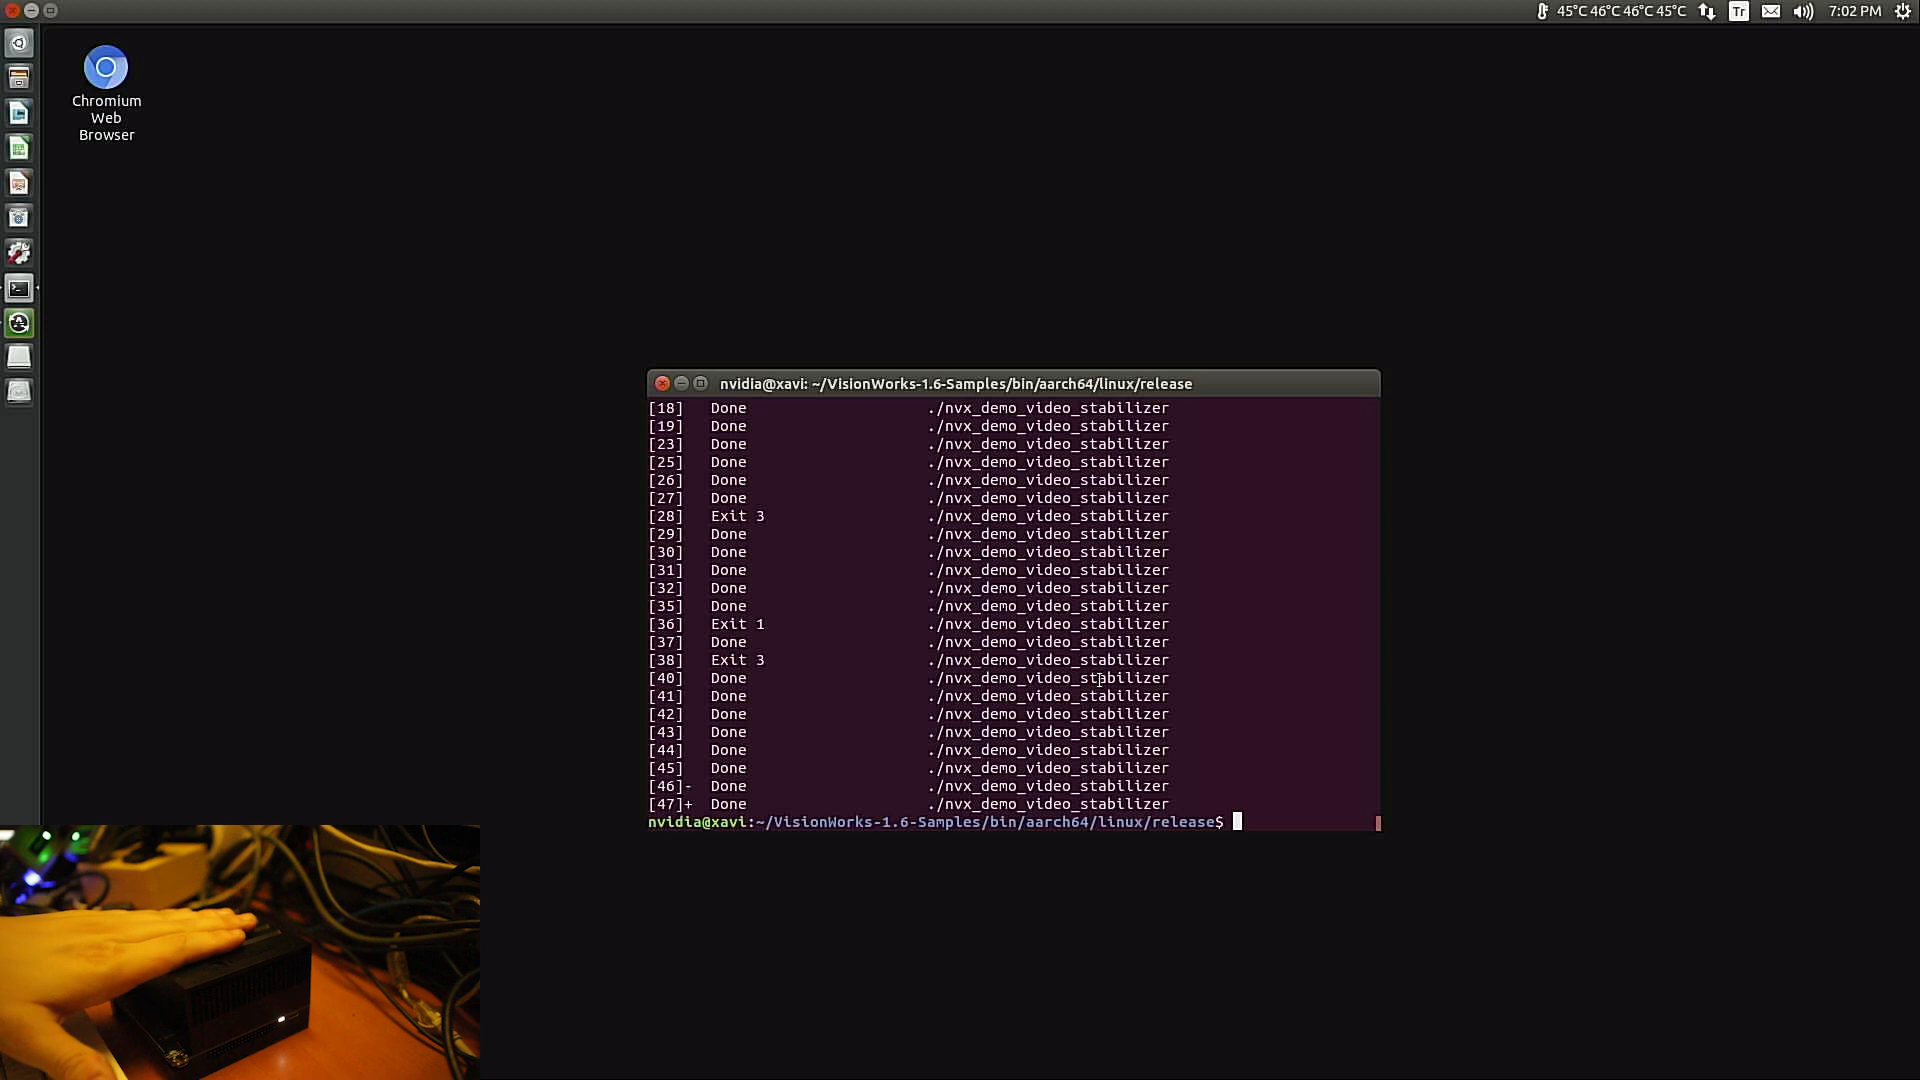 45°C 46°C 46°C 45°C Tr 7:02 PM
Chromium
Web
Browser
nvidia@xavi: ~/VisionWorks-1.6-Samples/bin/aarch64/linux/release
[18] Done ./nvx_demo_video_stabilizer
[19] Done ./nvx_demo_video_stabilizer
[23] Done ./nvx_demo_video_stabilizer
[25] Done ./nvx_demo_video_stabilizer
[26] Done ./nvx_demo_video_stabilizer
[27] Done ./nvx_demo_video_stabilizer
[28] Exit 3 ./nvx_demo_video_stabilizer
[29] Done ./nvx_demo_video_stabilizer
[30] Done ./nvx_demo_video_stabilizer
[31] Done ./nvx_demo_video_stabilizer
[32] Done ./nvx_demo_video_stabilizer
[35] Done ./nvx_demo_video_stabilizer
[36] Exit 1 ./nvx_demo_video_stabilizer
[37] Done ./nvx_demo_video_stabilizer
[38] Exit 3 ./nvx_demo_video_stabilizer
[40] Done ./nvx_demo_video_stabilizer
[41] Done ./nvx_demo_video_stabilizer
[42] Done ./nvx_demo_video_stabilizer
[43] Done ./nvx_demo_video_stabilizer
[44] Done ./nvx_demo_video_stabilizer
[45] Done ./nvx_demo_video_stabilizer
[46]- Done ./nvx_demo_video_stabilizer
[47]+ Done ./nvx_demo_video_stabilizer
nvidia@xavi:~/VisionWorks-1.6-Samples/bin/aarch64/linux/release$